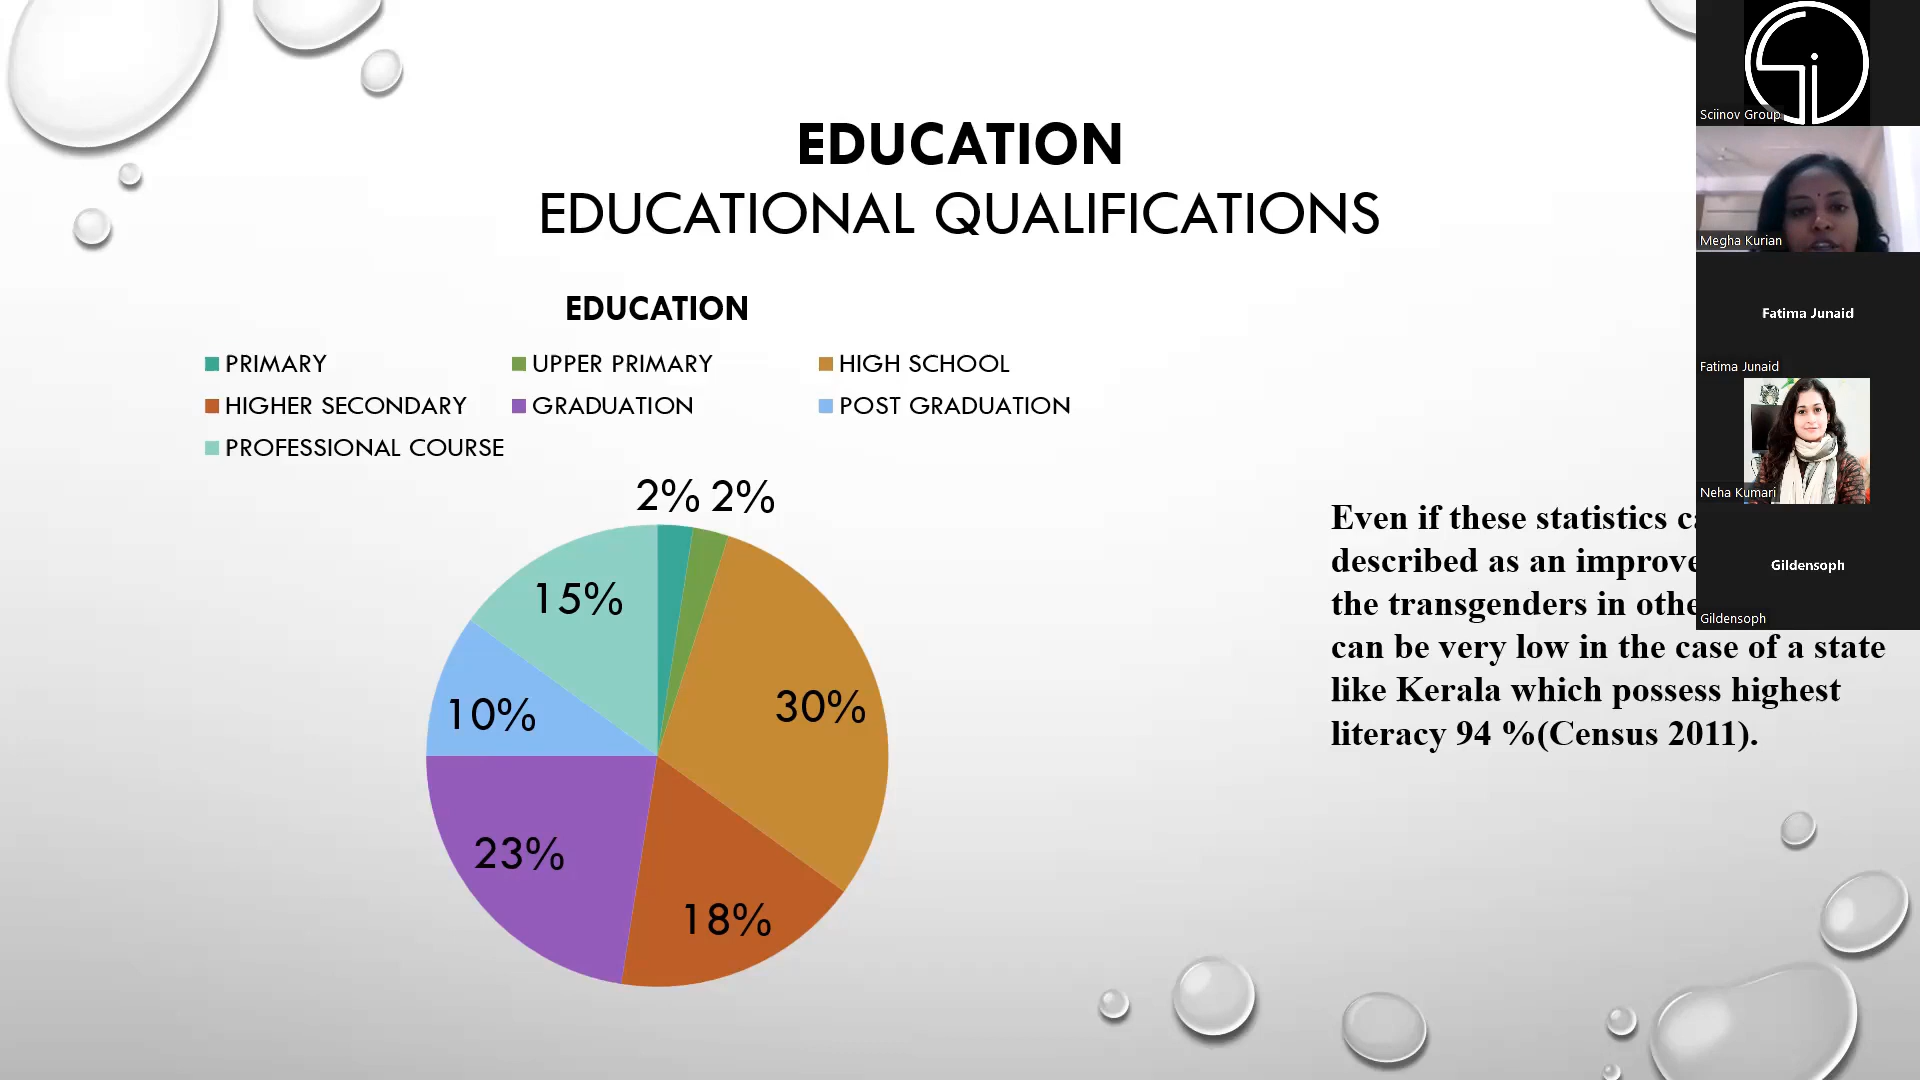 EDUCATION
EDUCATIONAL QUALIFICATIONS
EDUCATION
PRIMARY UPPER PRIMARY HIGH SCHOOL
HIGHER SECONDARY GRADUATION POST GRADUATION
PROFESSIONAL COURSE
2% 2%
15%
30%
10%
23%
18%
Even if these statistics
described as an
the transgenders in
can be very low in the case of a state
like Kerala which possess highest
literacy 94 %(Census 2011).
Sciinov Group
Megha Kurian
Fatima Junaid
Fatima Junaid
Neha Kumari
Gildensoph
Gildensoph